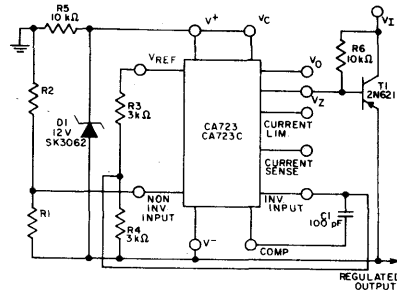 R5
10 kΩ
V+
VC
VI
VREF
VO
R6
10kΩ
VZ
T1
2N621
R2
R3
3kΩ
CA723
CA723C
CURRENT
LIM.
D1
12V
SK3062
CURRENT
SENSE
NON
INV
INPUT
INV
INPUT
R1
R4
3kΩ
C1
100 pF
V-
COMP
REGULATED
OUTPUT